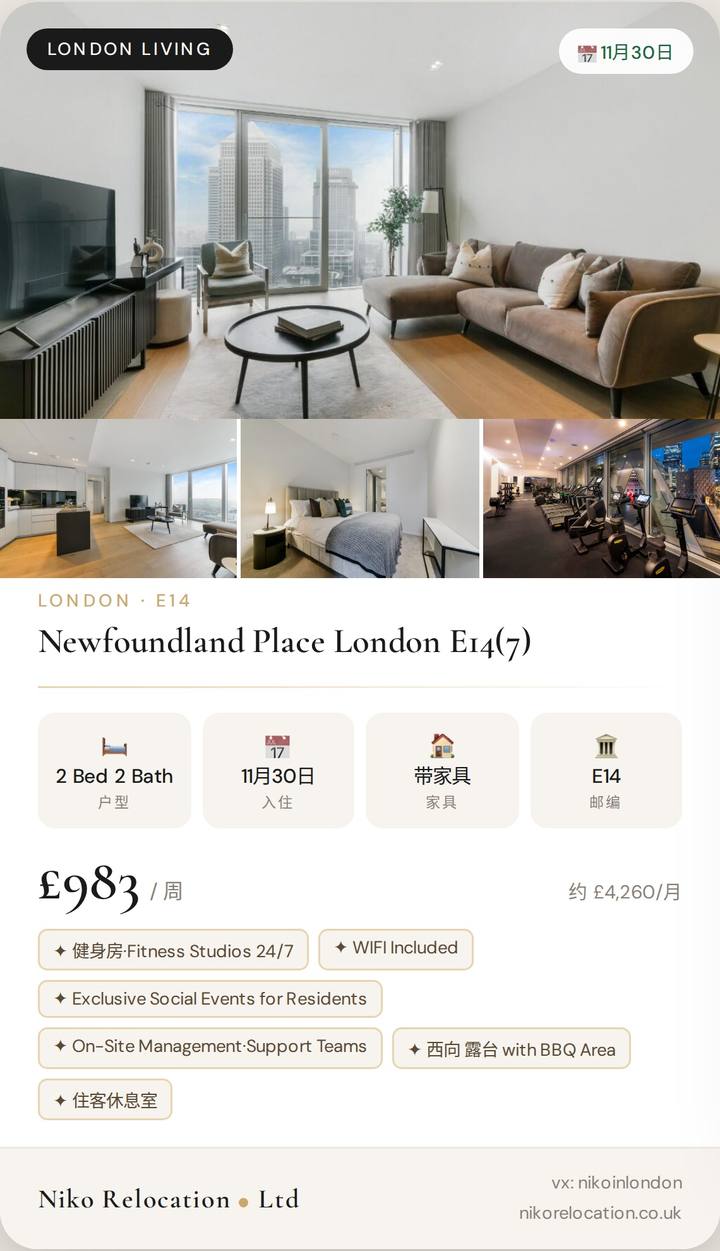 LONDON LIVING
11月30日
LONDON · E14
Newfoundland Place London E14(7)
2 Bed 2 Bath
户型
17
11月30日
入住
带家具
家具
E14
邮编
£983 / 周
约 £4,260/月
✦ 健身房·Fitness Studios 24/7
✦ WIFI Included
✦ Exclusive Social Events for Residents
✦ On-Site Management·Support Teams
✦ 西向 露台 with BBQ Area
✦ 住客休息室
Niko Relocation ● Ltd
vx: nikoinlondon
nikorelocation.co.uk